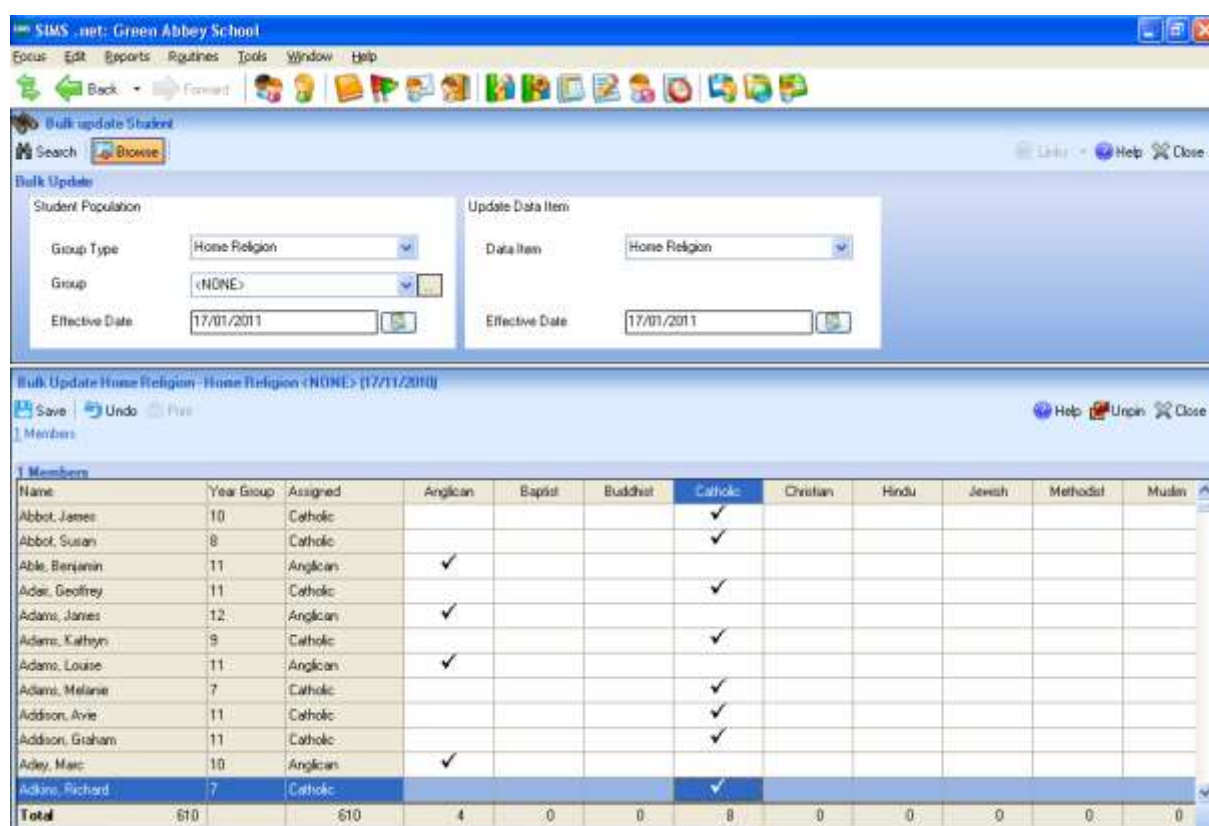 SIMS .net: Green Abbey School
Focus Edit Reports Routines Tools Window Help
Back Forward
Bulk update Student
Search Browse Links Help Close
Bulk Update
Student Population Update Data Item
Group Type Home Religion Data Item Home Religion
Group <NONE> ...
Effective Date 17/01/2011 Effective Date 17/01/2011
Bulk Update Home Religion - Home Religion <NONE> (17/11/2010)
Save Undo Print Help Unpin Close
1 Members
1 Members
Name Year Group Assigned Anglican Baptist Buddhist Catholic Christian Hindu Jewish Methodist Muslim
Abbot, James 10 Catholic ✓
Abbot, Susan 8 Catholic ✓
Able, Benjamin 11 Anglican ✓
Adair, Geoffrey 11 Catholic ✓
Adams, James 12 Anglican ✓
Adams, Kathryn 9 Catholic ✓
Adams, Louise 11 Anglican ✓
Adams, Melanie 7 Catholic ✓
Addison, Avie 11 Catholic ✓
Addison, Graham 11 Catholic ✓
Adey, Marc 10 Anglican ✓
Adkins, Richard 7 Catholic ✓
Total 610 610 4 0 0 8 0 0 0 0 0